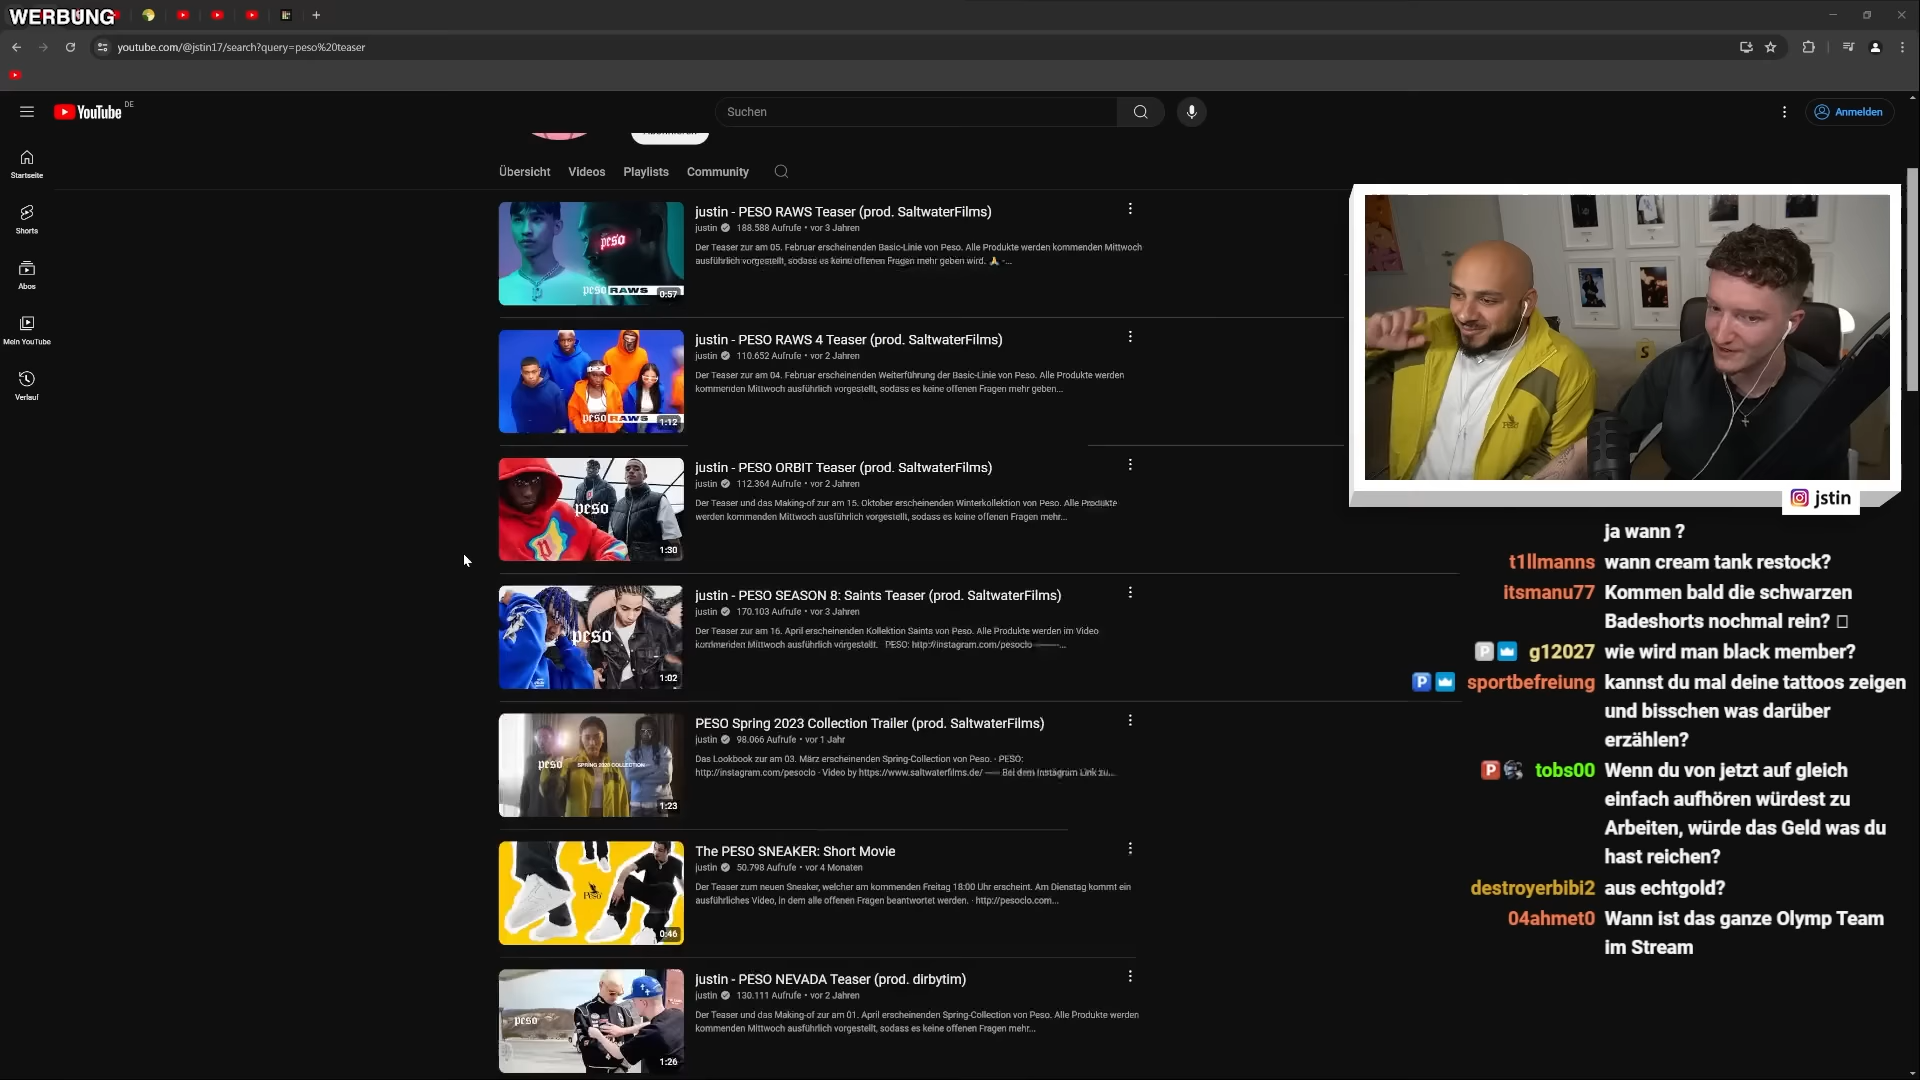 WERBUNG
youtube.com/@jstin17/search?query=peso%20teaser
YouTube DE
Suchen
Anmelden
Startseite
Shorts
Abos
Mein YouTube
Verlauf
Übersicht
Videos
Playlists
Community
justin - PESO RAWS Teaser (prod. SaltwaterFilms)
justin 188.588 Aufrufe • vor 3 Jahren
Der Teaser zur am 05. Februar erscheinenden Basic-Linie von Peso. Alle Produkte werden kommenden Mittwoch
ausführlich vorgestellt, sodass es keine offenen Fragen mehr geben wird. 🙏 -...
peso
peso RAWS
0:57
justin - PESO RAWS 4 Teaser (prod. SaltwaterFilms)
justin 110.652 Aufrufe • vor 2 Jahren
Der Teaser zur am 04. Februar erscheinenden Weiterführung der Basic-Linie von Peso. Alle Produkte werden
kommenden Mittwoch ausführlich vorgestellt, sodass es keine offenen Fragen mehr geben...
peso RAWS
1:12
justin - PESO ORBIT Teaser (prod. SaltwaterFilms)
justin 112.364 Aufrufe • vor 2 Jahren
Der Teaser und das Making-of zur am 15. Oktober erscheinenden Winterkollektion von Peso. Alle Produkte
werden kommenden Mittwoch ausführlich vorgestellt, sodass es keine offenen Fragen mehr...
peso
1:30
justin - PESO SEASON 8: Saints Teaser (prod. SaltwaterFilms)
justin 170.103 Aufrufe • vor 3 Jahren
Der Teaser zur am 16. April erscheinenden Kollektion Saints von Peso. Alle Produkte werden im Video
kommenden Mittwoch ausführlich vorgestellt. PESO: http://instagram.com/pesoclo ...
peso
1:02
PESO Spring 2023 Collection Trailer (prod. SaltwaterFilms)
justin 98.066 Aufrufe • vor 1 Jahr
Das Lookbook zur am 03. März erscheinenden Spring-Collection von Peso. - PESO:
http://instagram.com/pesoclo - Video by https://www.saltwaterfilms.de/ —— Bei dem Instagram Link zu...
peso SPRING 2023 COLLECTION
1:23
The PESO SNEAKER: Short Movie
justin 50.798 Aufrufe • vor 4 Monaten
Der Teaser zum neuen Sneaker, welcher am kommenden Freitag 18:00 Uhr erscheint. Am Dienstag kommt ein
ausführliches Video, in dem alle offenen Fragen beantwortet werden. - http://pesoclo.com...
PESO
0:46
justin - PESO NEVADA Teaser (prod. dirbytim)
justin 130.111 Aufrufe • vor 2 Jahren
Der Teaser und das Making-of zur am 01. April erscheinenden Spring-Collection von Peso. Alle Produkte werden
kommenden Mittwoch ausführlich vorgestellt, sodass es keine offenen Fragen mehr...
peso
1:26
jstin
ja wann ?
t1llmanns wann cream tank restock?
itsmanu77 Kommen bald die schwarzen
Badeshorts nochmal rein?
g12027 wie wird man black member?
sportbefreiung kannst du mal deine tattoos zeigen
und bisschen was darüber
erzählen?
tobs00 Wenn du von jetzt auf gleich
einfach aufhören würdest zu
Arbeiten, würde das Geld was du
hast reichen?
destroyerbibi2 aus echtgold?
04ahmet0 Wann ist das ganze Olymp Team
im Stream